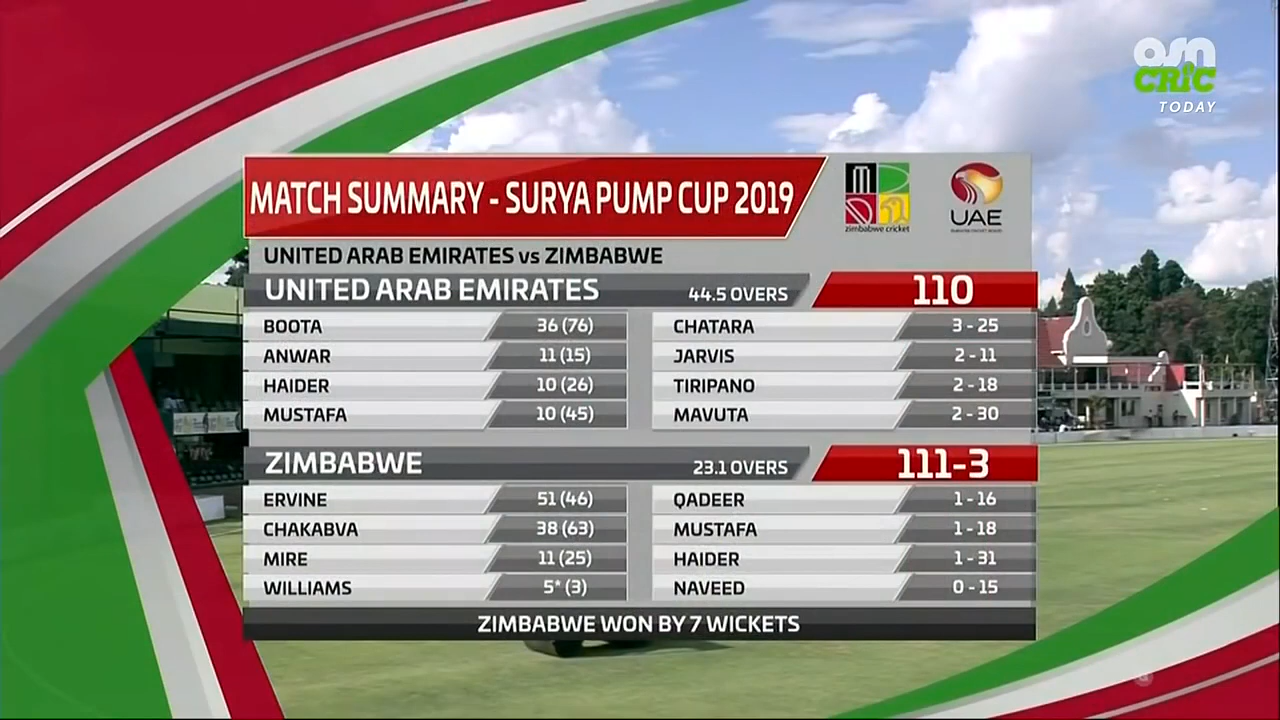 osn
CRiC
TODAY
MATCH SUMMARY - SURYA PUMP CUP 2019
zimbabwe cricket
UAE
UNITED ARAB EMIRATES vs ZIMBABWE
UNITED ARAB EMIRATES 44.5 OVERS 110
BOOTA 36 (76) CHATARA 3 - 25
ANWAR 11 (15) JARVIS 2 - 11
HAIDER 10 (26) TIRIPANO 2 - 18
MUSTAFA 10 (45) MAVUTA 2 - 30
ZIMBABWE 23.1 OVERS 111-3
ERVINE 51 (46) QADEER 1 - 16
CHAKABVA 38 (63) MUSTAFA 1 - 18
MIRE 11 (25) HAIDER 1 - 31
WILLIAMS 5* (3) NAVEED 0 - 15
ZIMBABWE WON BY 7 WICKETS